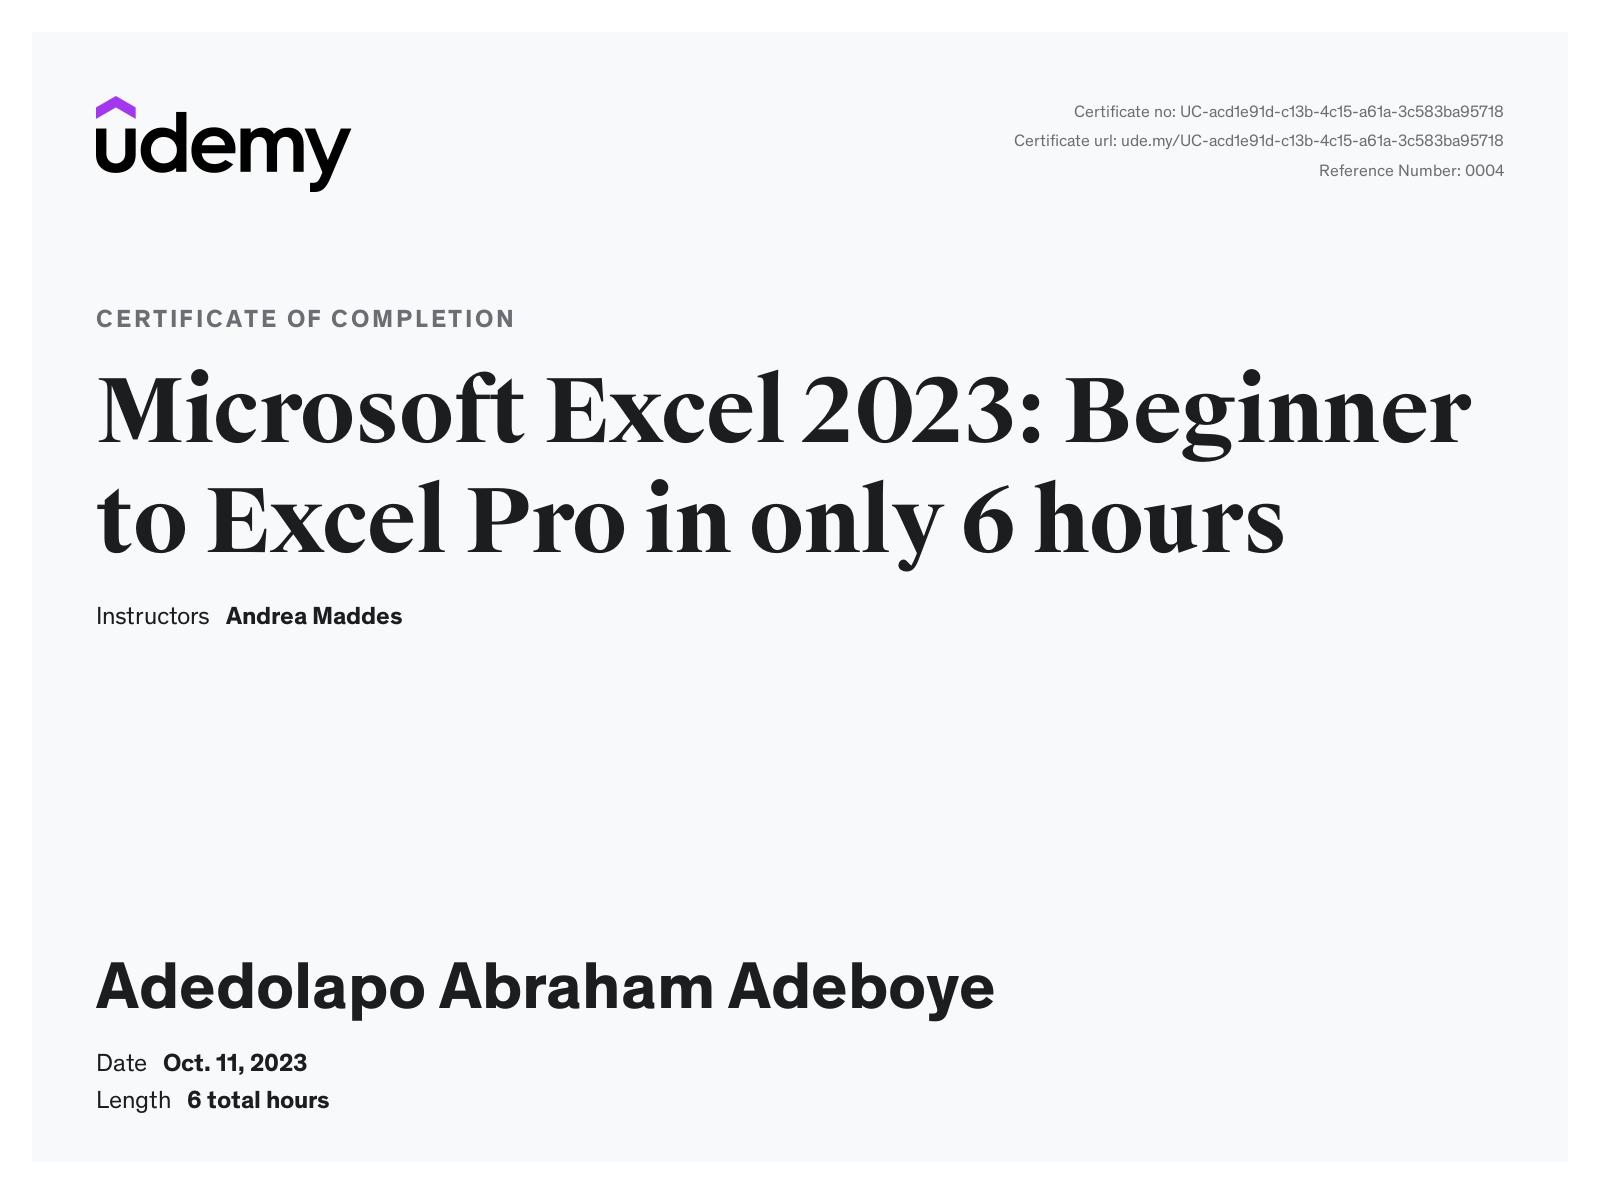 udemy
Certificate no: UC-acd1e91d-c13b-4c15-a61a-3c583ba95718
Certificate url: ude.my/UC-acd1e91d-c13b-4c15-a61a-3c583ba95718
Reference Number: 0004
CERTIFICATE OF COMPLETION
Microsoft Excel 2023: Beginner
to Excel Pro in only 6 hours
Instructors Andrea Maddes
Adedolapo Abraham Adeboye
Date Oct. 11, 2023
Length 6 total hours